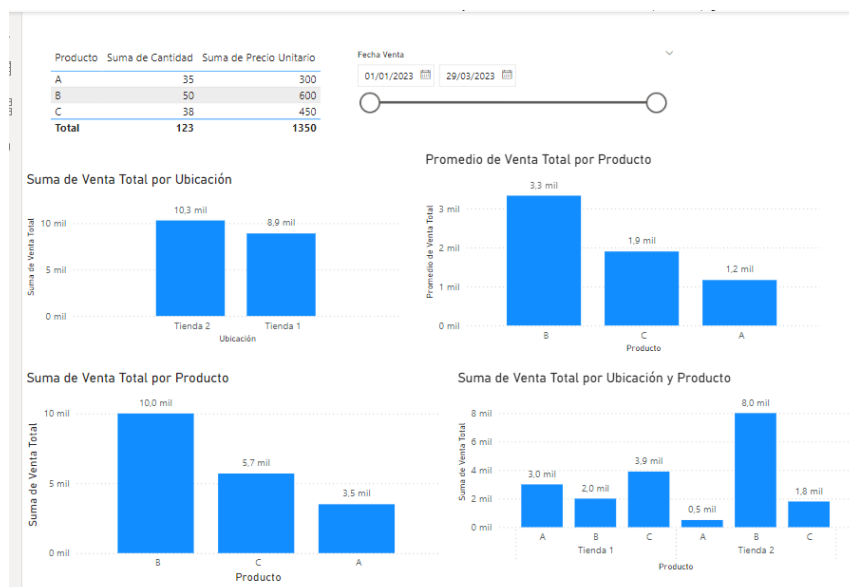 Producto Suma de Cantidad Suma de Precio Unitario
A 35 300
B 50 600
C 38 450
Total 123 1350
Fecha Venta
01/01/2023 29/03/2023
Suma de Venta Total por Ubicación
Suma de Venta Total
10 mil
5 mil
0 mil
10,3 mil
8,9 mil
Tienda 2 Tienda 1
Ubicación
Promedio de Venta Total por Producto
Promedio de Venta Total
3 mil
2 mil
1 mil
0 mil
3,3 mil
1,9 mil
1,2 mil
B C A
Producto
Suma de Venta Total por Producto
Suma de Venta Total
10 mil
5 mil
0 mil
10,0 mil
5,7 mil
3,5 mil
B C A
Producto
Suma de Venta Total por Ubicación y Producto
Suma de Venta Total
8 mil
6 mil
4 mil
2 mil
0 mil
3,0 mil
2,0 mil
3,9 mil
0,5 mil
8,0 mil
1,8 mil
A B C A B C
Tienda 1 Tienda 2
Producto